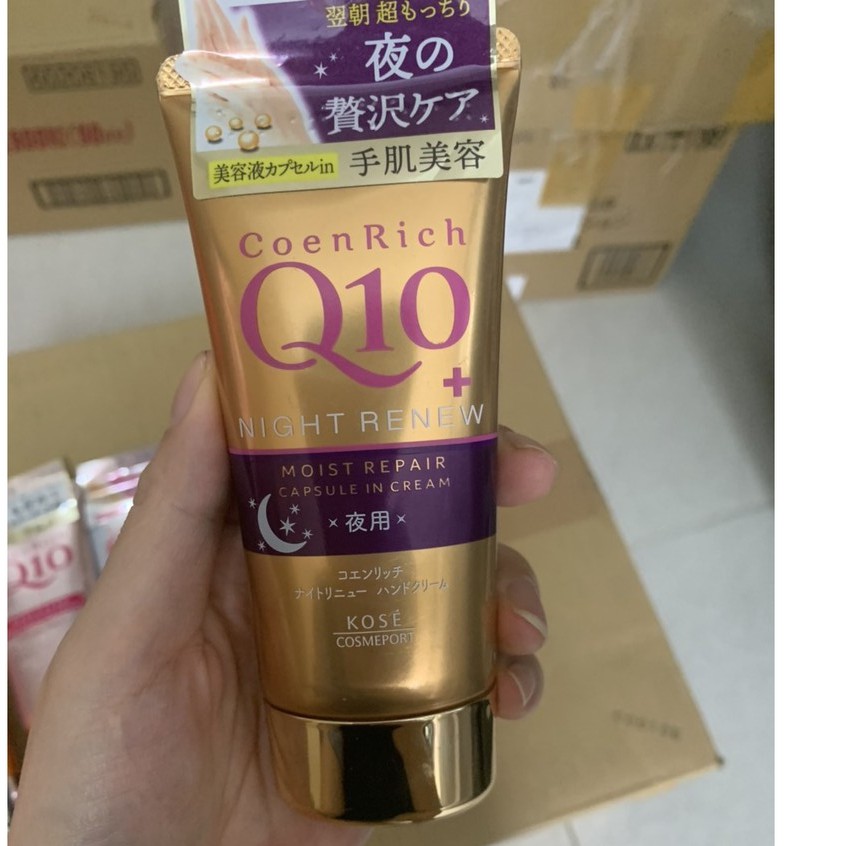 翌朝 超もっちり
夜の
贅沢ケア
美容液カプセルin 手肌美容
CoenRich
Q10
+
NIGHT RENEW
MOIST REPAIR
CAPSULE IN CREAM
夜用
コエンリッチ
ナイトリニュー ハンドクリーム
KOSÉ
COSMEPORT
Q10